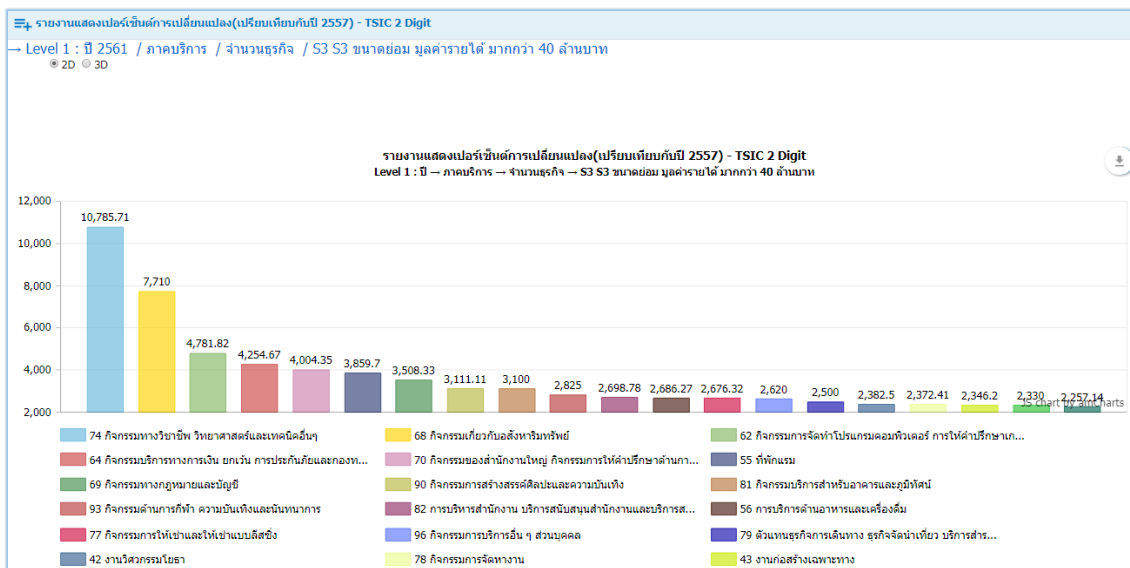 รายงานแสดงเปอร์เซ็นต์การเปลี่ยนแปลง(เปรียบเทียบกับปี 2557) - TSIC 2 Digit
→ Level 1 : ปี 2561 / ภาคบริการ / จำนวนธุรกิจ / S3 S3 ขนาดย่อม มูลค่ารายได้ มากกว่า 40 ล้านบาท
2D 3D
รายงานแสดงเปอร์เซ็นต์การเปลี่ยนแปลง(เปรียบเทียบกับปี 2557) - TSIC 2 Digit
Level 1 : ปี → ภาคบริการ → จำนวนธุรกิจ → S3 S3 ขนาดย่อม มูลค่ารายได้ มากกว่า 40 ล้านบาท
12,000
10,785.71
10,000
8,000
7,710
6,000
4,781.82
4,254.67
4,004.35
3,859.7
4,000
3,508.33
3,111.11
3,100
2,825
2,698.78
2,686.27
2,676.32
2,620
2,500
2,382.5
2,372.41
2,346.2
2,330
2,257.14
2,000
JS chart by amCharts
74 กิจกรรมทางวิชาชีพ วิทยาศาสตร์และเทคนิคอื่นๆ
68 กิจกรรมเกี่ยวกับอสังหาริมทรัพย์
62 กิจกรรมการจัดทำโปรแกรมคอมพิวเตอร์ การให้คำปรึกษาเก...
64 กิจกรรมบริการทางการเงิน ยกเว้น การประกันภัยและกองท...
70 กิจกรรมของสำนักงานใหญ่ กิจกรรมการให้คำปรึกษาด้านกา...
55 ที่พักแรม
69 กิจกรรมทางกฎหมายและบัญชี
90 กิจกรรมการสร้างสรรค์ศิลปะและความบันเทิง
81 กิจกรรมบริการสำหรับอาคารและภูมิทัศน์
93 กิจกรรมด้านการกีฬา ความบันเทิงและนันทนาการ
82 การบริหารสำนักงาน บริการสนับสนุนสำนักงานและบริการส...
56 การบริการด้านอาหารและเครื่องดื่ม
77 กิจกรรมการให้เช่าและให้เช่าแบบลีสซิ่ง
96 กิจกรรมการบริการอื่น ๆ ส่วนบุคคล
79 ตัวแทนธุรกิจการเดินทาง ธุรกิจจัดนำเที่ยว บริการสำร...
42 งานวิศวกรรมโยธา
78 กิจกรรมการจัดหางาน
43 งานก่อสร้างเฉพาะทาง